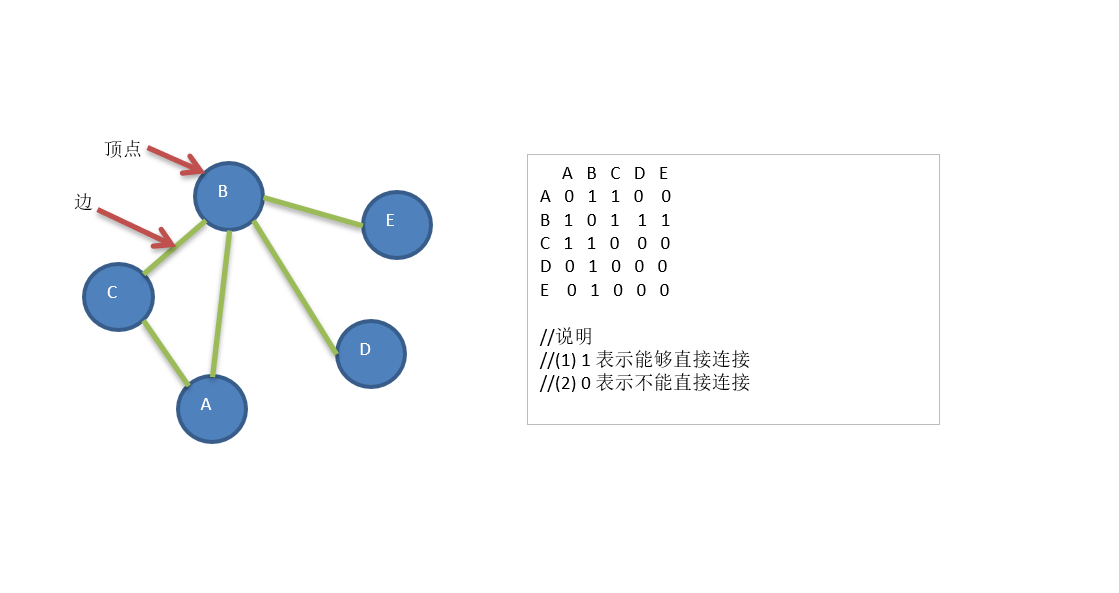 顶点
边
B
E
C
D
A
A B C D E
A 0 1 1 0 0
B 1 0 1 1 1
C 1 1 0 0 0
D 0 1 0 0 0
E 0 1 0 0 0
//说明
//(1) 1 表示能够直接连接
//(2) 0 表示不能直接连接